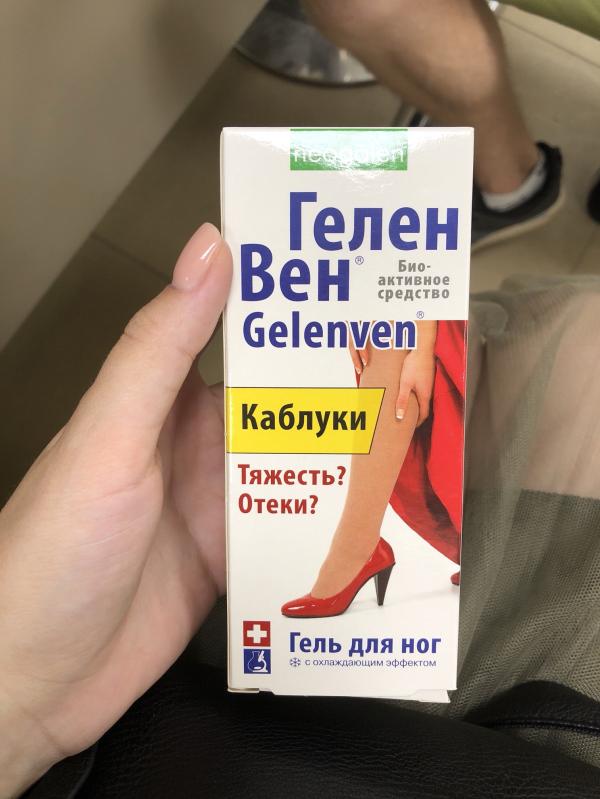 Гелен
Вен®
Био-
активное
средство
Gelenven®
Каблуки
Тяжесть?
Отеки?
Гель для ног
с охлаждающим эффектом